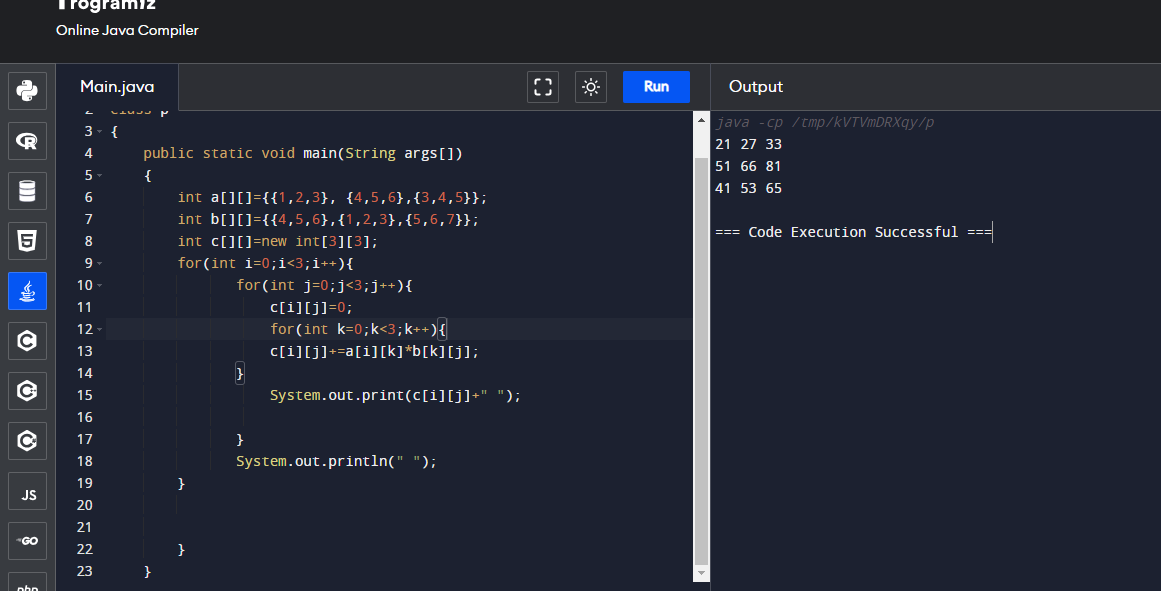 Programiz
Online Java Compiler
Main.java
Run
Output
2 class p
3 {
4 public static void main(String args[])
5 {
6 int a[][]={{1,2,3}, {4,5,6},{3,4,5}};
7 int b[][]={{4,5,6},{1,2,3},{5,6,7}};
8 int c[][]=new int[3][3];
9 for(int i=0;i<3;i++){
10 for(int j=0;j<3;j++){
11 c[i][j]=0;
12 for(int k=0;k<3;k++){
13 c[i][j]+=a[i][k]*b[k][j];
14 }
15 System.out.print(c[i][j]+" ");
16
17 }
18 System.out.println(" ");
19 }
20
21
22 }
23 }
java -cp /tmp/kVTVmDRXqy/p
21 27 33
51 66 81
41 53 65
=== Code Execution Successful ===
JS
GO
php